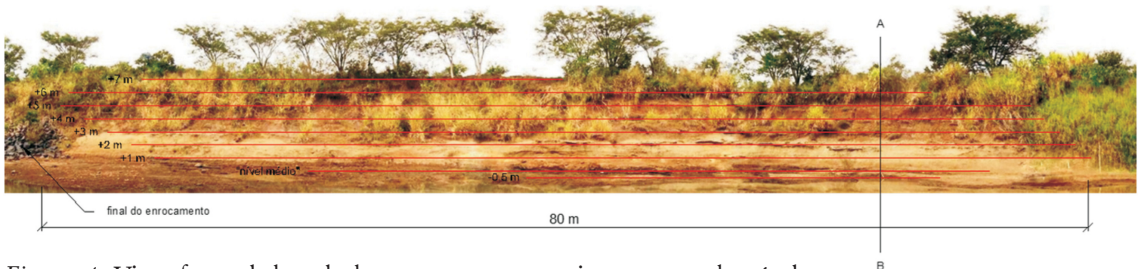 A
+7 m
+6 m
+5 m
+4 m
+3 m
+2 m
+1 m
"nível médio"
-0,5 m
final do enrocamento
80 m
B